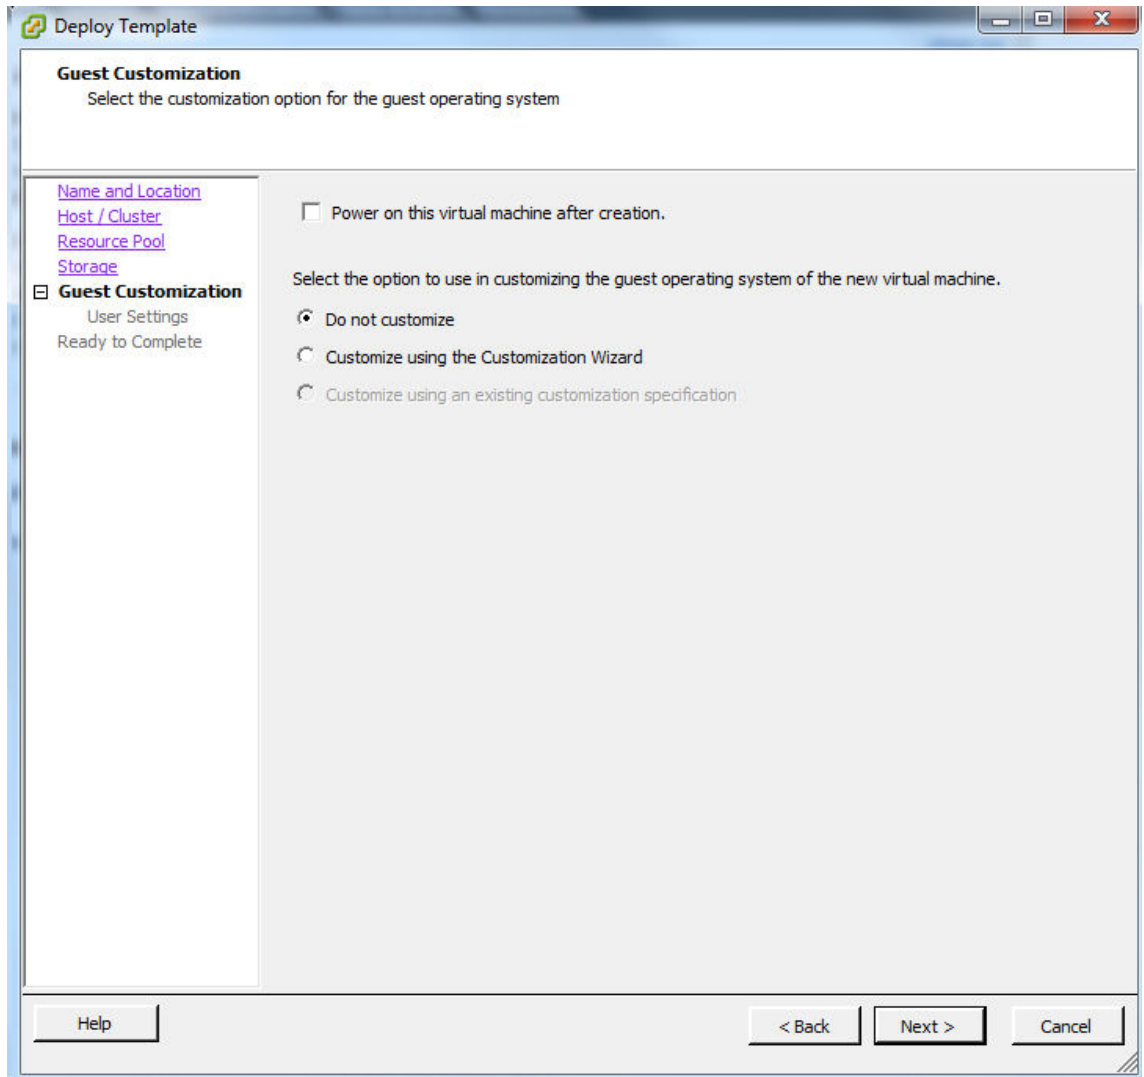 Deploy Template
Guest Customization
Select the customization option for the guest operating system
Name and Location
Host / Cluster
Resource Pool
Storage
Guest Customization
User Settings
Ready to Complete
Power on this virtual machine after creation.
Select the option to use in customizing the guest operating system of the new virtual machine.
Do not customize
Customize using the Customization Wizard
Customize using an existing customization specification
Help
< Back
Next >
Cancel